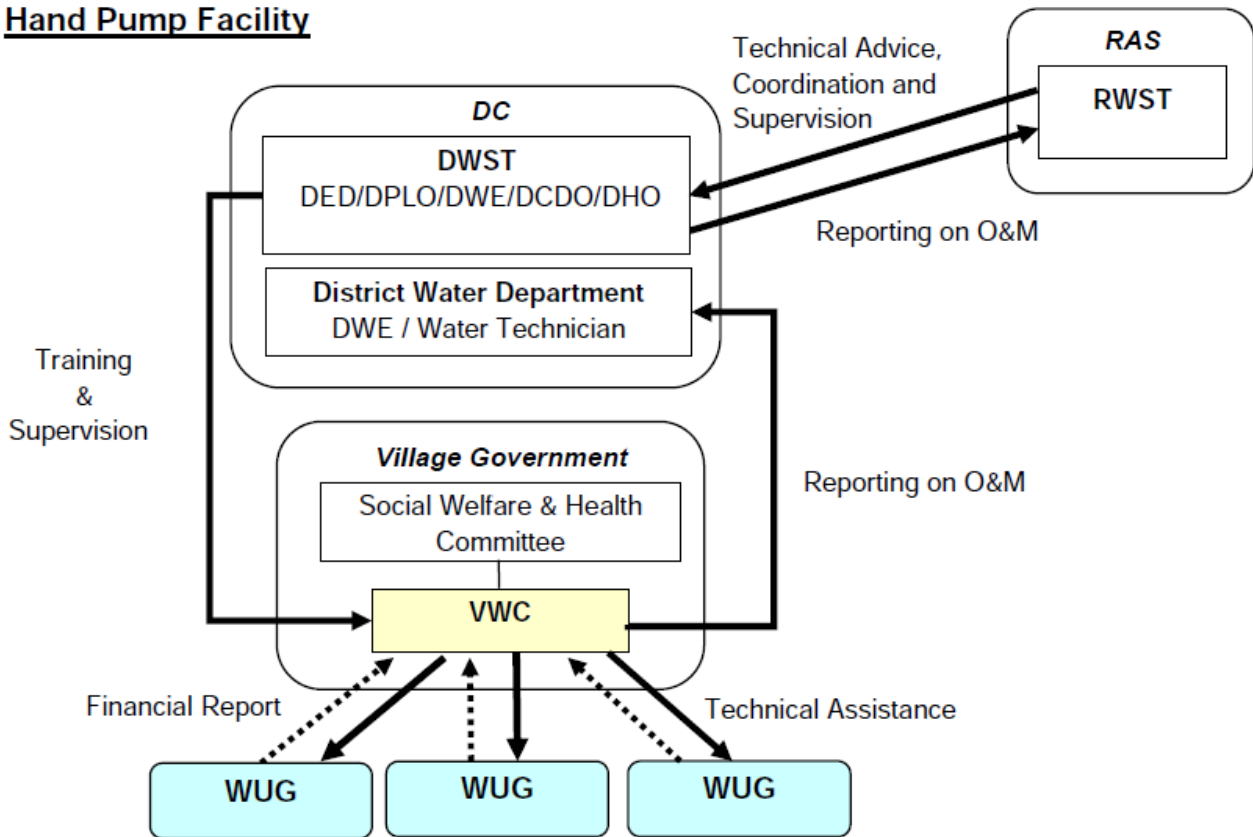 Hand Pump Facility
RAS
RWST
Technical Advice,
Coordination and
Supervision
DC
DWST
DED/DPLO/DWE/DCDO/DHO
Reporting on O&M
District Water Department
DWE / Water Technician
Training
&
Supervision
Village Government
Social Welfare & Health
Committee
Reporting on O&M
VWC
Financial Report
Technical Assistance
WUG
WUG
WUG